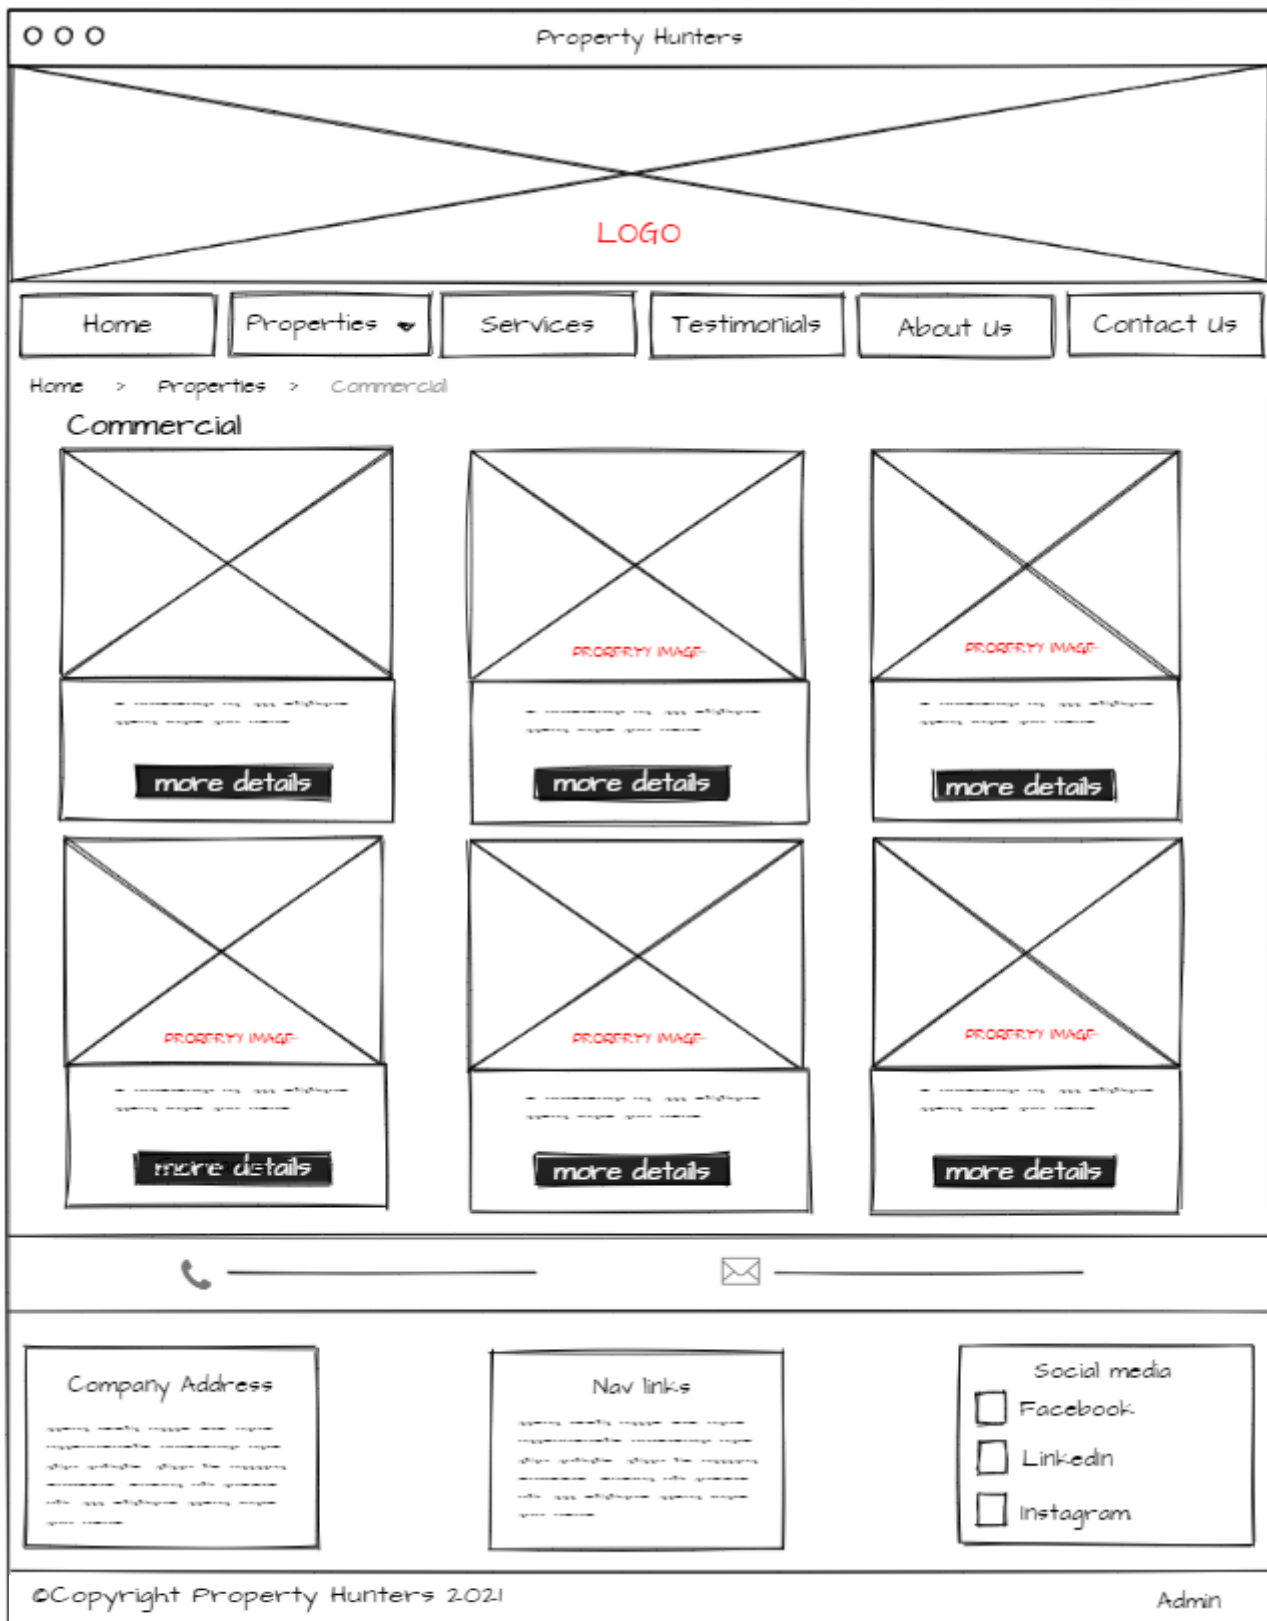 Property Hunters
LOGO
Home Properties Services Testimonials About Us Contact Us
Home > Properties > Commercial
Commercial
PROPERTY IMAGE PROPERTY IMAGE
more details more details more details
PROPERTY IMAGE PROPERTY IMAGE PROPERTY IMAGE
more details more details more details
Company Address
Nav links
Social media
Facebook
LinkedIn
Instagram
©Copyright Property Hunters 2021
Admin